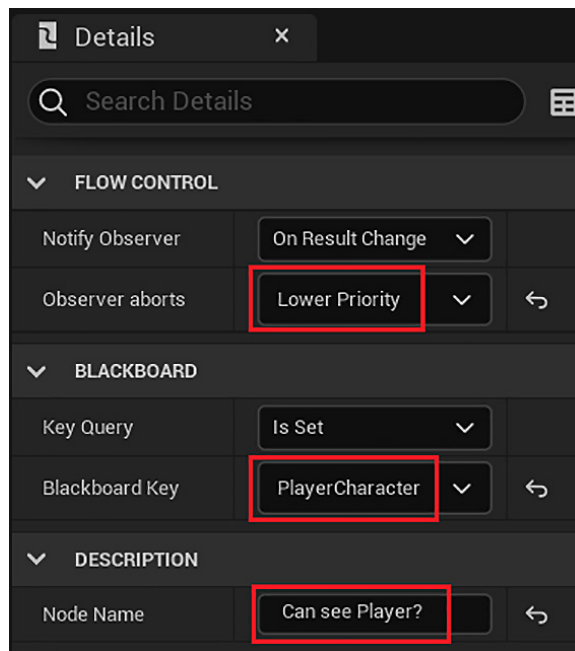 Details
Search Details
FLOW CONTROL
Notify Observer On Result Change
Observer aborts Lower Priority
BLACKBOARD
Key Query Is Set
Blackboard Key PlayerCharacter
DESCRIPTION
Node Name Can see Player?